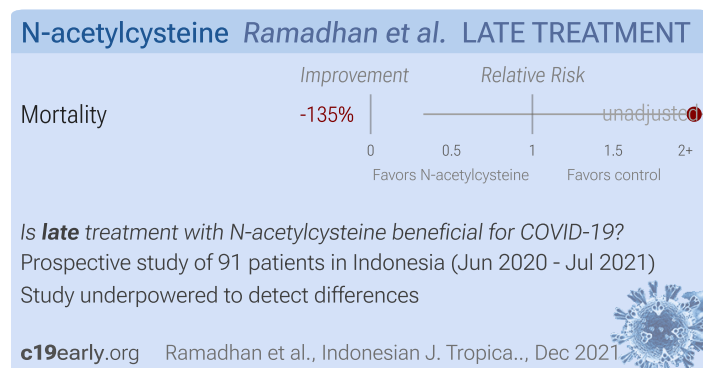 N-acetylcysteine Ramadhan et al. LATE TREATMENT
Improvement Relative Risk
Mortality -135% unadjusted
0 0.5 1 1.5 2+
Favors N-acetylcysteine Favors control
Is late treatment with N-acetylcysteine beneficial for COVID-19?
Prospective study of 91 patients in Indonesia (Jun 2020 - Jul 2021)
Study underpowered to detect differences
c19early.org Ramadhan et al., Indonesian J. Tropica.., Dec 2021